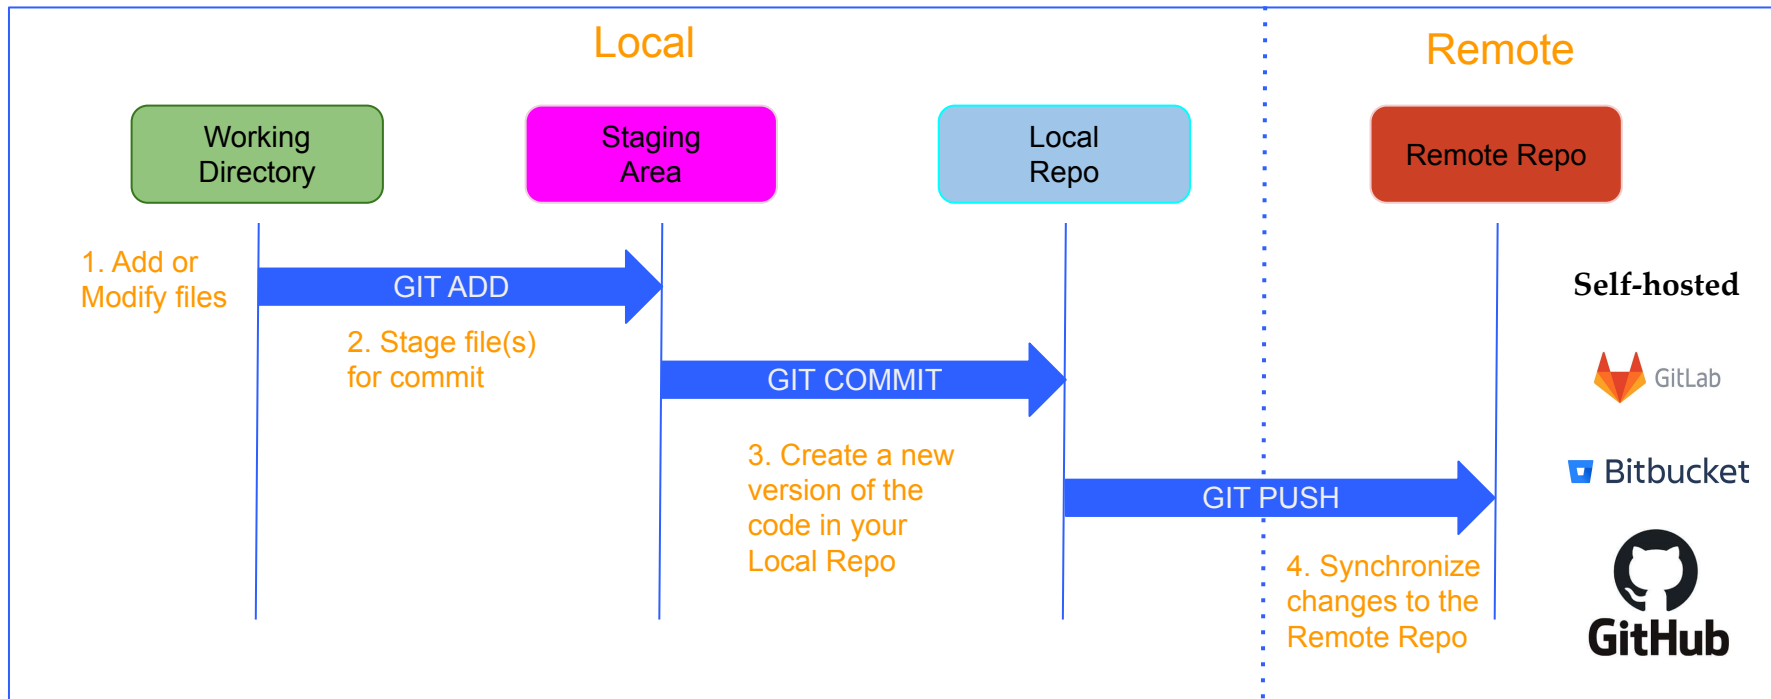 Local
Remote
Working
Directory
Staging
Area
Local
Repo
Remote Repo
1. Add or
Modify files
GIT ADD
2. Stage file(s)
for commit
GIT COMMIT
3. Create a new
version of the
code in your
Local Repo
GIT PUSH
4. Synchronize
changes to the
Remote Repo
Self-hosted
GitLab
Bitbucket
GitHub